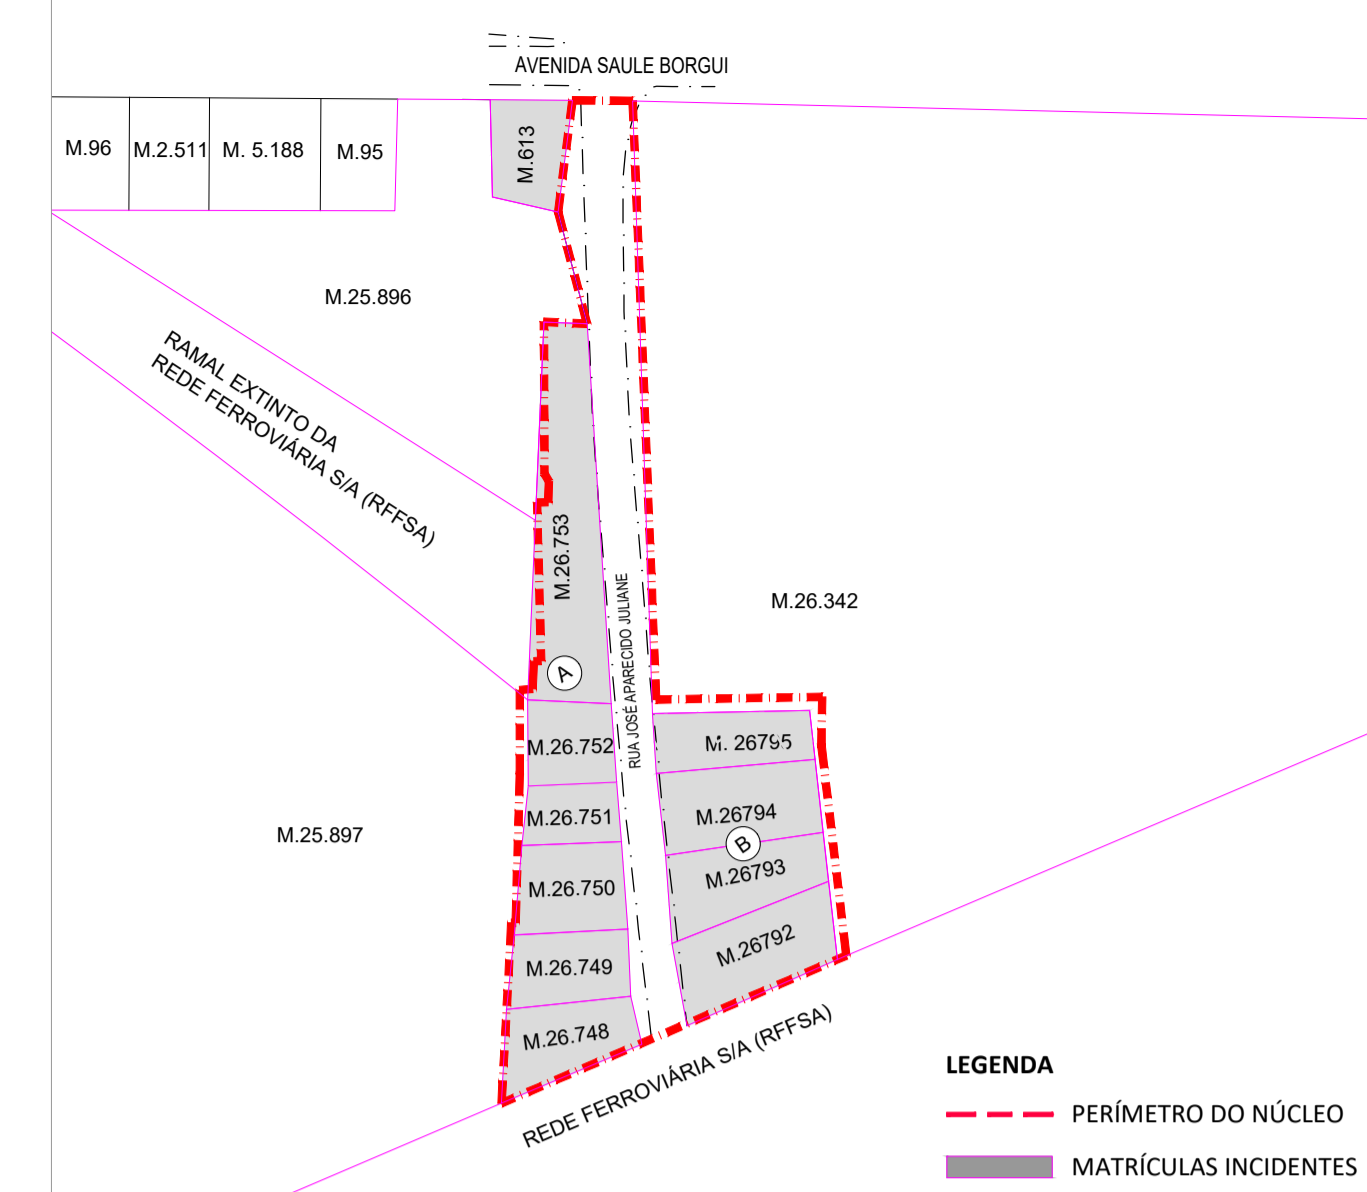 AVENIDA SAULE BORGUI
M.96
M.2.511
M. 5.188
M.95
M.613
M.25.896
RAMAL EXTINTO DA
REDE FERROVIÁRIA S/A (RFFSA)
M.26.753
RUA JOSÉ APARECIDO JULIANE
M.26.342
A
M.26.752
M. 26795
M.26.751
M.26794
B
M.25.897
M.26.750
M.26793
M.26.749
M.26792
M.26.748
REDE FERROVIÁRIA S/A (RFFSA)
LEGENDA
PERÍMETRO DO NÚCLEO
MATRÍCULAS INCIDENTES